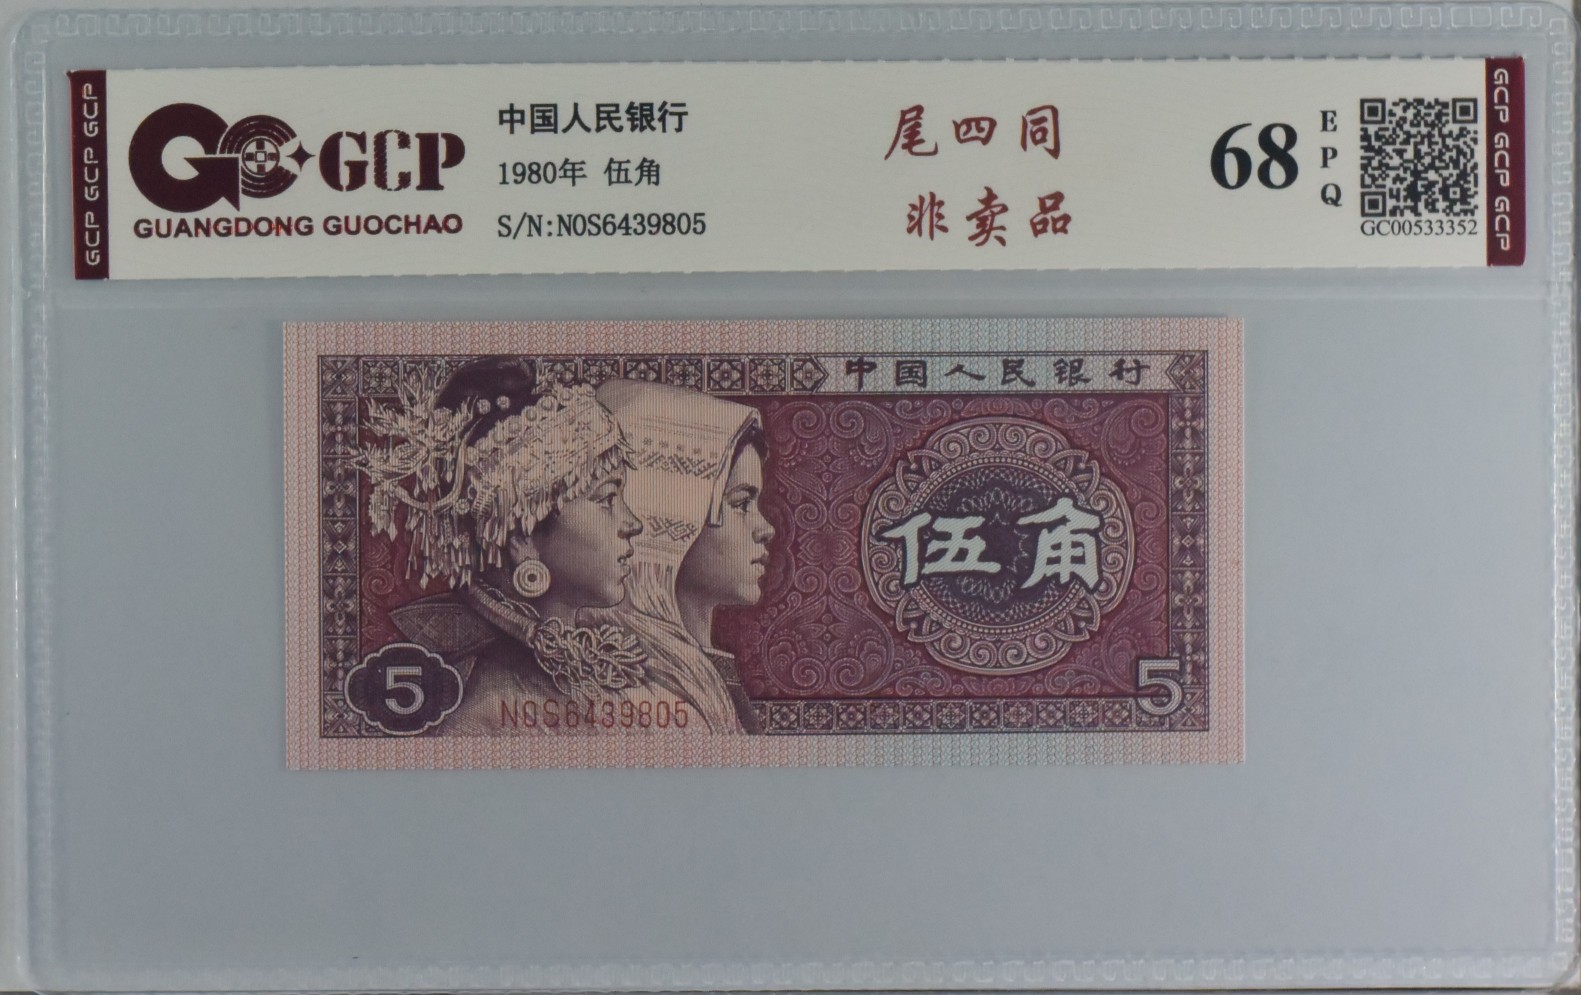 GCP GCP GCP
GCP
GUANGDONG GUOCHAO
中国人民银行
1980年 伍角
S/N:N0S6439805
尾四同
非卖品
68
EPQ
GC00533352
GCP GCP GCP
中国人民银行
伍角
5
N0S6439805
5